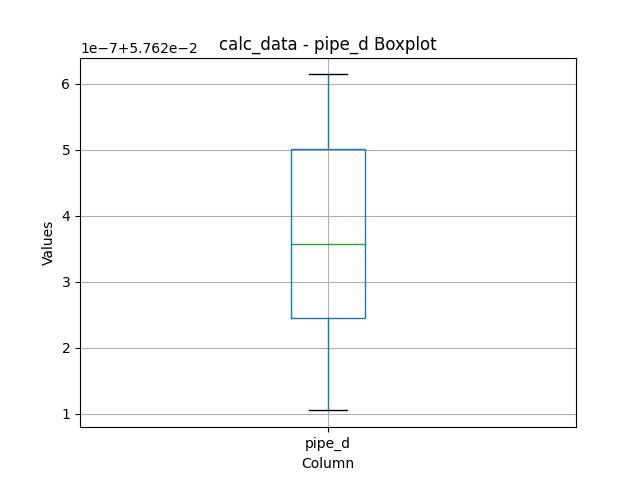 calc_data - pipe_d Boxplot
1e−7+5.762e−2
6
5
4
3
2
1
Values
pipe_d
Column